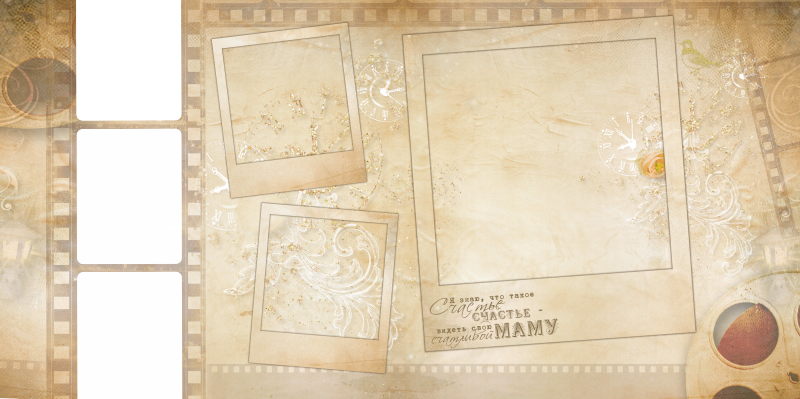 Я знаю, что такое
Счастье
СЧАСТЬЕ -
видеть свою
счастливой МАМУ